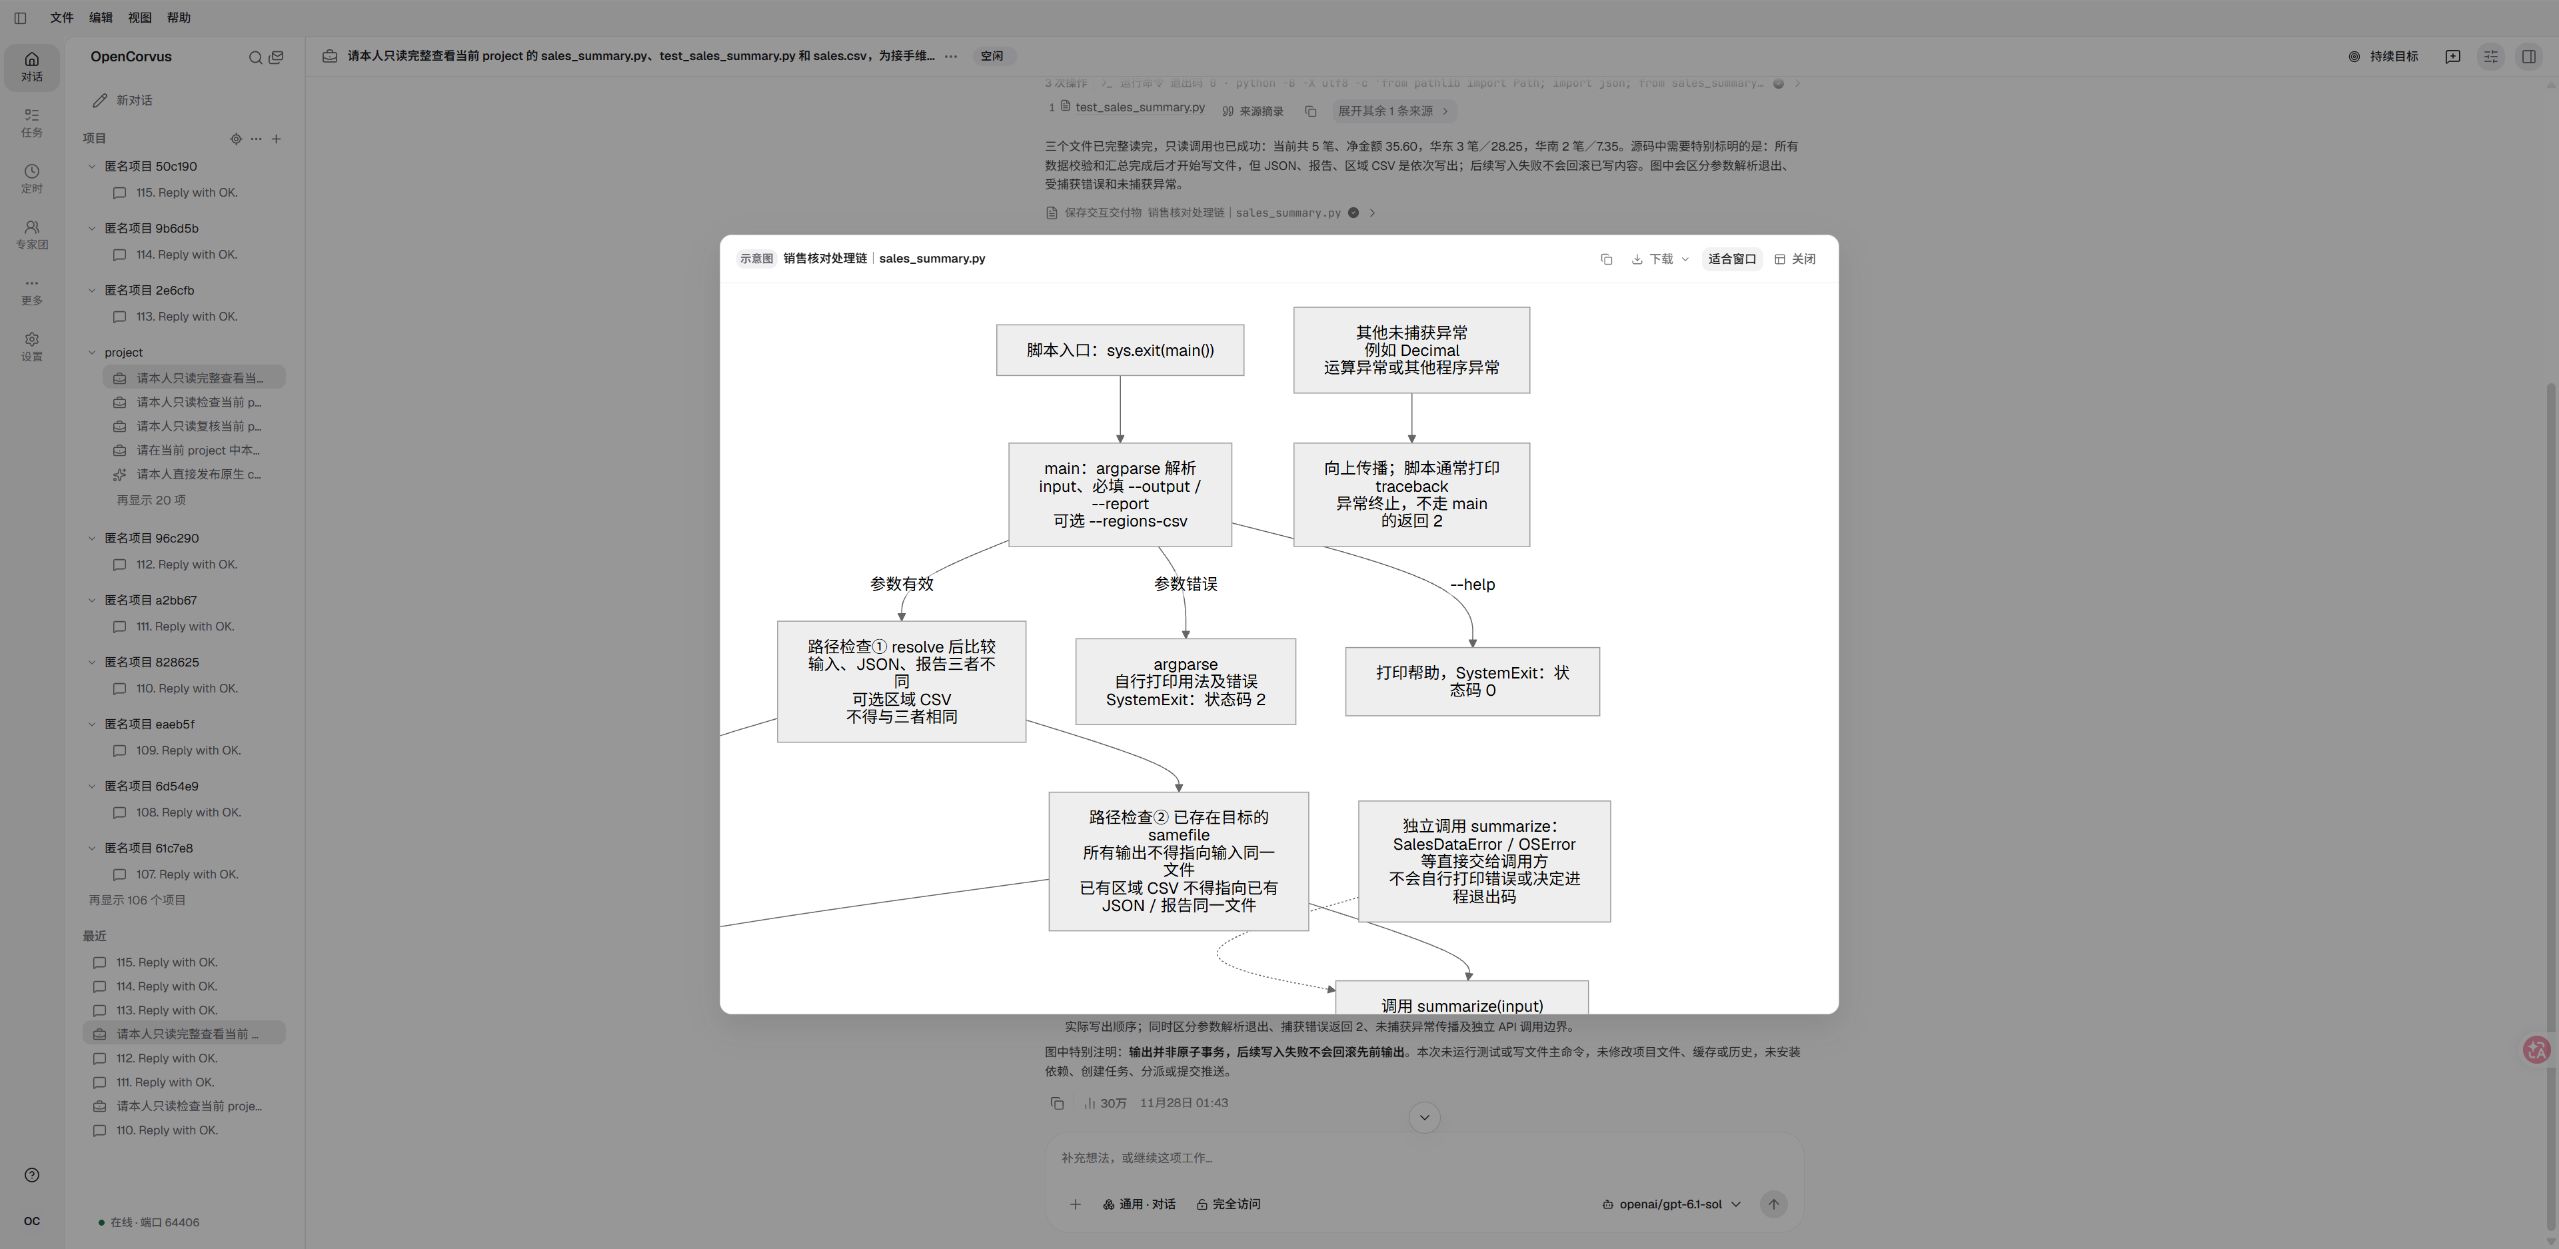 文件 编辑 视图 帮助
对话
任务
定时
专家团
更多
设置
OC
OpenCorvus
新对话
项目
匿名项目 50c190
115. Reply with OK.
匿名项目 9b6d5b
114. Reply with OK.
匿名项目 2e6cfb
113. Reply with OK.
project
请本人只读完整查看当...
请本人只读检查当前 p...
请本人只读复核当前 p...
请在当前 project 中本...
请本人直接发布原生 c...
再显示 20 项
匿名项目 96c290
112. Reply with OK.
匿名项目 a2bb67
111. Reply with OK.
匿名项目 828625
110. Reply with OK.
匿名项目 eaeb5f
109. Reply with OK.
匿名项目 6d54e9
108. Reply with OK.
匿名项目 61c7e8
107. Reply with OK.
再显示 106 个项目
最近
115. Reply with OK.
114. Reply with OK.
113. Reply with OK.
请本人只读完整查看当前 ...
112. Reply with OK.
111. Reply with OK.
请本人只读检查当前 proje...
110. Reply with OK.
在线 · 端口 64406
请本人只读完整查看当前 project 的 sales_summary.py、test_sales_summary.py 和 sales.csv，为接手维... ··· 空闲
持续目标
3 次操作 >_ 运行命令 退出码 0 · python -B -X utf8 -c 'from pathlib import Path; import json; from sales_summary...
1 test_sales_summary.py 来源摘录 展开其余 1 条来源
三个文件已完整读完，只读调用也已成功：当前共 5 笔、净金额 35.60，华东 3 笔／28.25，华南 2 笔／7.35。源码中需要特别标明的是：所有
数据校验和汇总完成后才开始写文件，但 JSON、报告、区域 CSV 是依次写出；后续写入失败不会回滚已写内容。图中会区分参数解析退出、
受捕获错误和未捕获异常。
保存交互交付物 销售核对处理链｜sales_summary.py
示意图 销售核对处理链｜sales_summary.py
下载 适合窗口 关闭
脚本入口：sys.exit(main())
其他未捕获异常
例如 Decimal
运算异常或其他程序异常
main：argparse 解析
input、必填 --output /
--report
可选 --regions-csv
向上传播；脚本通常打印
traceback
异常终止，不走 main
的返回 2
参数有效
参数错误
--help
路径检查① resolve 后比较
输入、JSON、报告三者不
同
可选区域 CSV
不得与三者相同
argparse
自行打印用法及错误
SystemExit：状态码 2
打印帮助，SystemExit：状
态码 0
路径检查② 已存在目标的
samefile
所有输出不得指向输入同一
文件
已有区域 CSV 不得指向已有
JSON / 报告同一文件
独立调用 summarize：
SalesDataError / OSError
等直接交给调用方
不会自行打印错误或决定进
程退出码
调用 summarize(input)
实际写出顺序；同时区分参数解析退出、捕获错误返回 2、未捕获异常传播及独立 API 调用边界。
图中特别注明：输出并非原子事务，后续写入失败不会回滚先前输出。本次未运行测试或写文件主命令，未修改项目文件、缓存或历史，未安装
依赖、创建任务、分派或提交推送。
30万 11月28日 01:43
补充想法，或继续这项工作...
通用 · 对话 完全访问
openai/gpt-6.1-sol